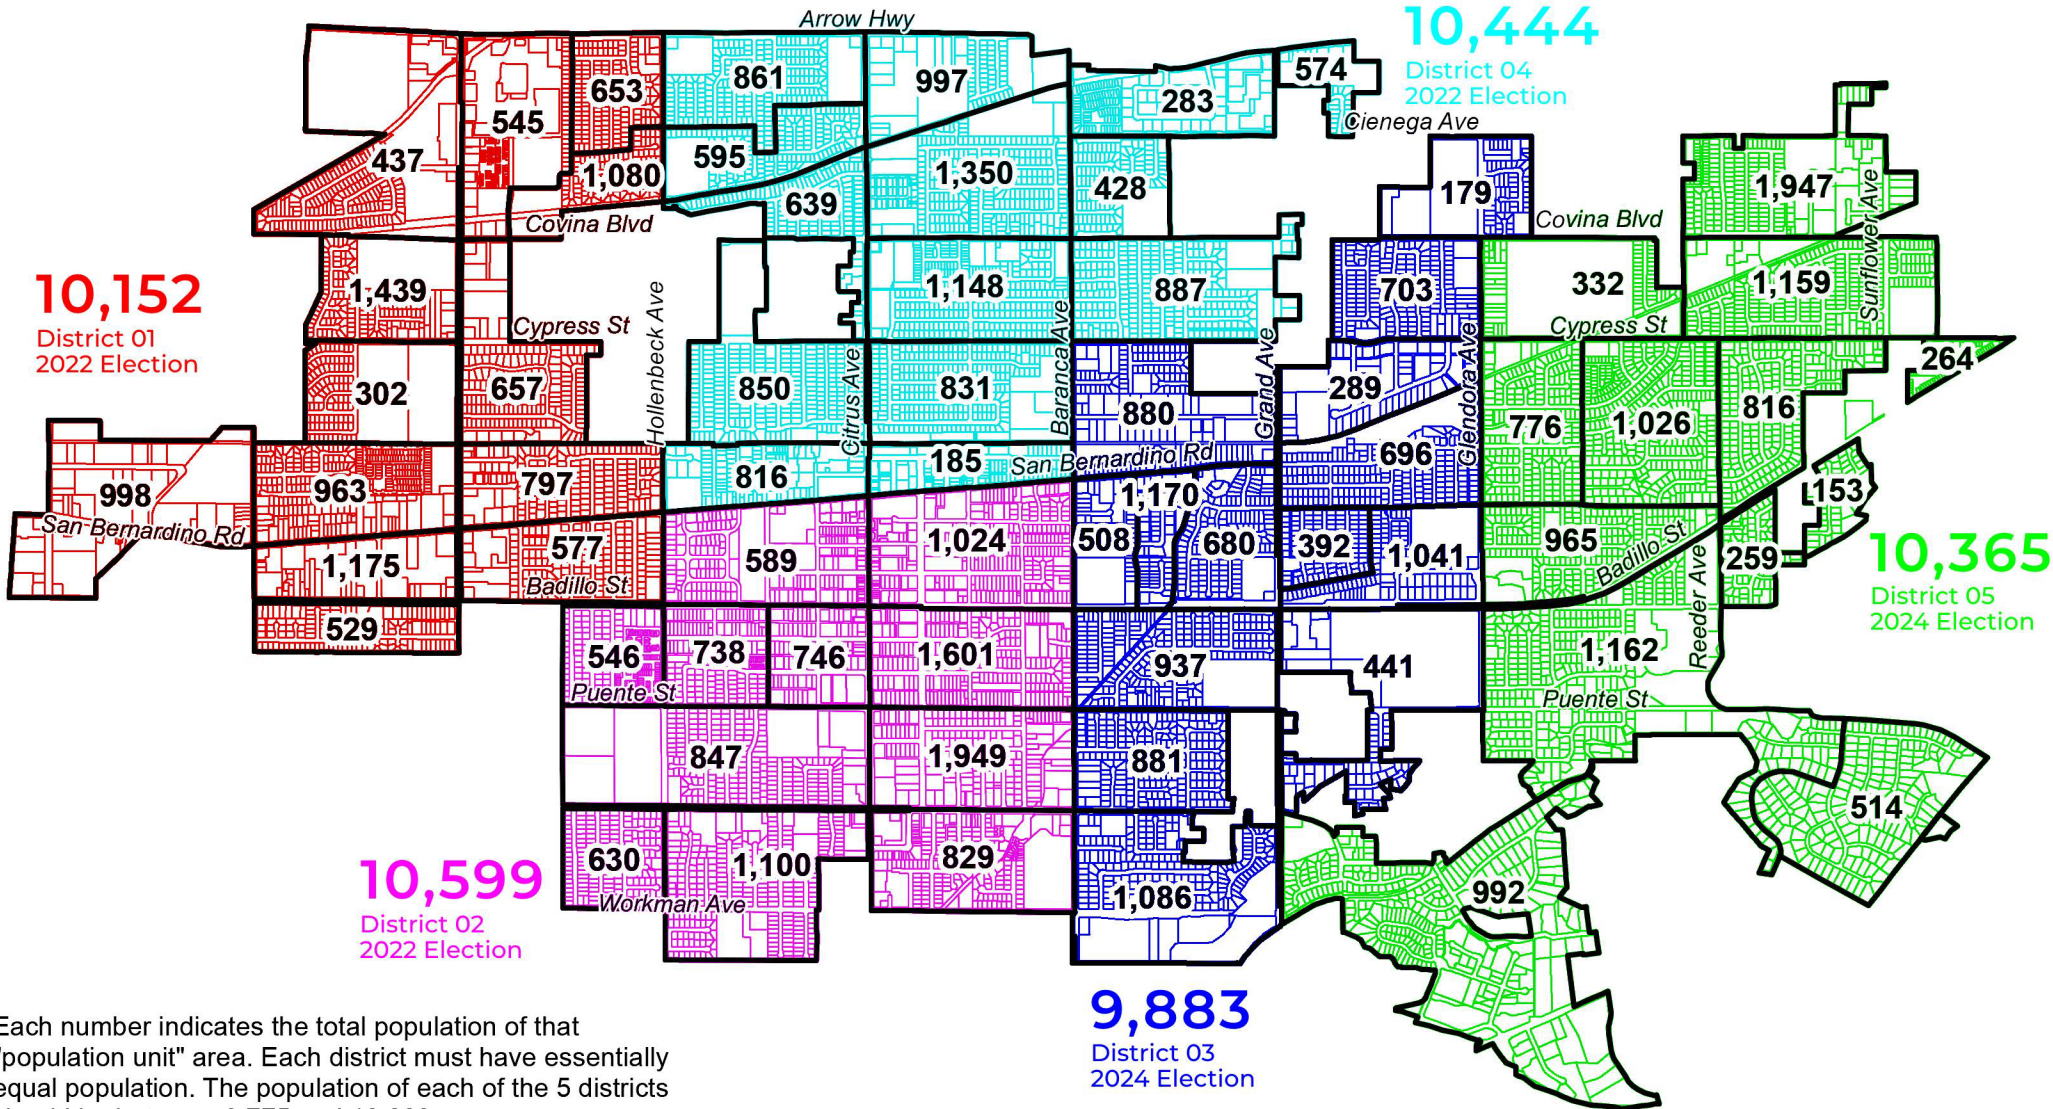 Arrow Hwy
10,444
District 04
2022 Election
861
997
574
653
283
545
Cienega Ave
437
595
1,080
1,350
428
179
1,947
639
Covina Blvd
Covina Blvd
Sunflower Ave
10,152
District 01
2022 Election
1,439
1,148
887
703
332
1,159
Hollenbeck Ave
Cypress St
Baranca Ave
Grand Ave
Glendora Ave
Cypress St
302
657
850
Citrus Ave
831
880
289
264
776
1,026
816
998
963
797
816
185
San Bernardino Rd
696
1,170
153
San Bernardino Rd
1,175
577
589
1,024
508
680
392
1,041
965
Badillo St
259
10,365
District 05
2024 Election
Badillo St
529
546
738
746
1,601
937
441
1,162
Reeder Ave
Puente St
Puente St
847
1,949
881
514
10,599
District 02
2022 Election
630
1,100
829
1,086
992
Workman Ave
9,883
District 03
2024 Election
Each number indicates the total population of that
"population unit" area. Each district must have essentially
equal population. The population of each of the 5 districts